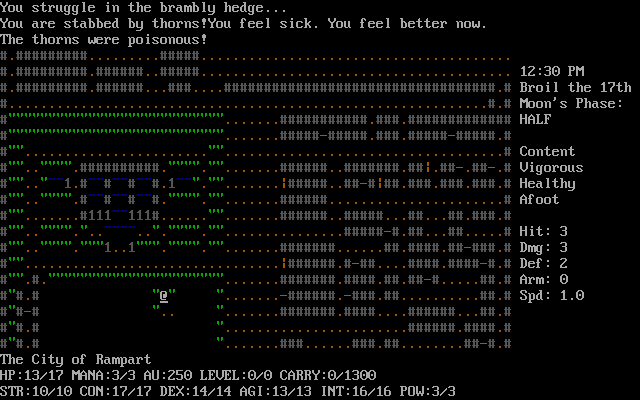 You struggle in the brambly hedge...
You are stabbed by thorns!You feel sick. You feel better now.
The thorns were poisonous!
12:30 PM
Broil the 17th
Moon's Phase:
HALF
Content
Vigorous
Healthy
Afoot
Hit: 3
Dmg: 3
Def: 2
Arm: 0
Spd: 1.0
The City of Rampart
HP:13/17 MANA:3/3 AU:250 LEVEL:0/0 CARRY:0/1300
STR:10/10 CON:17/17 DEX:14/14 AGI:13/13 INT:16/16 POW:3/3